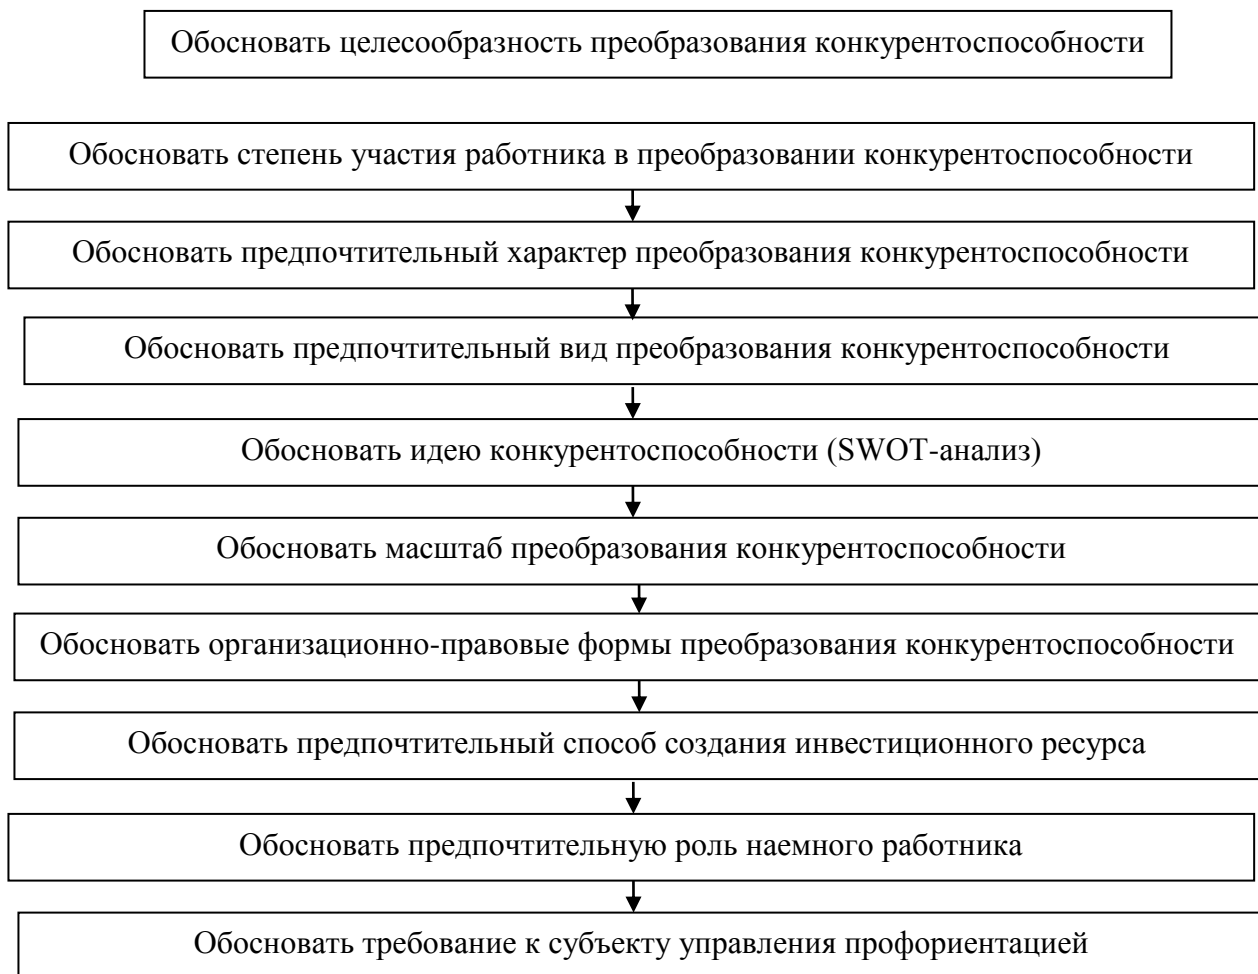 Обосновать целесообразность преобразования конкурентоспособности
Обосновать степень участия работника в преобразовании конкурентоспособности
Обосновать предпочтительный характер преобразования конкурентоспособности
Обосновать предпочтительный вид преобразования конкурентоспособности
Обосновать идею конкурентоспособности (SWOT-анализ)
Обосновать масштаб преобразования конкурентоспособности
Обосновать организационно-правовые формы преобразования конкурентоспособности
Обосновать предпочтительный способ создания инвестиционного ресурса
Обосновать предпочтительную роль наемного работника
Обосновать требование к субъекту управления профориентацией